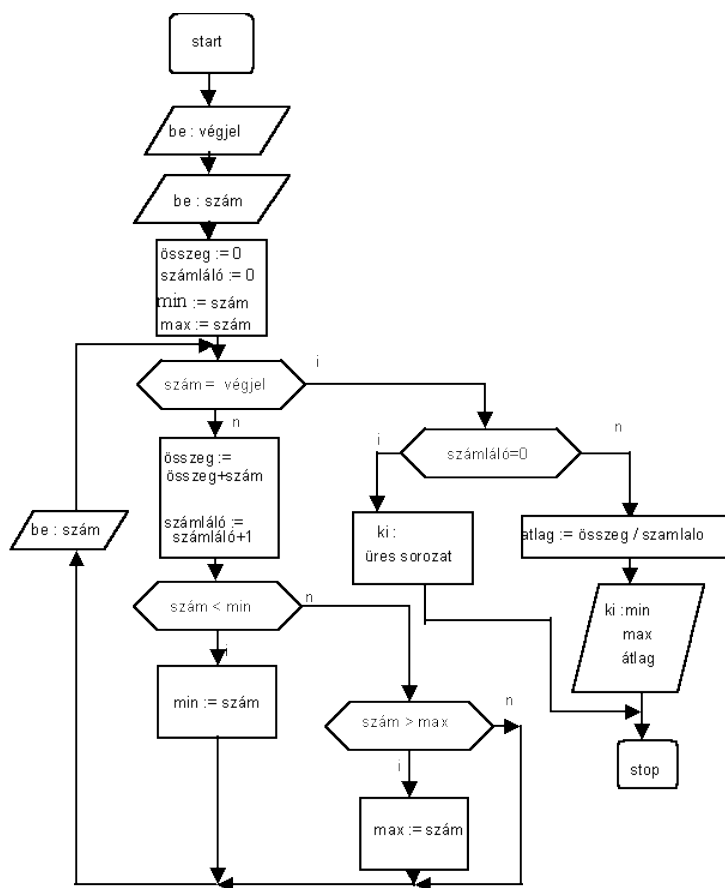 start
be : végjel
be : szám
összeg := 0
számláló := 0
min := szám
max := szám
szám = végjel
i
n
összeg :=
összeg+szám
számláló :=
számláló+1
be : szám
számláló=0
i
n
ki :
üres sorozat
atlag := összeg / szamlalo
ki :min
max
átlag
szám < min
n
i
min := szám
szám > max
n
i
max := szám
stop